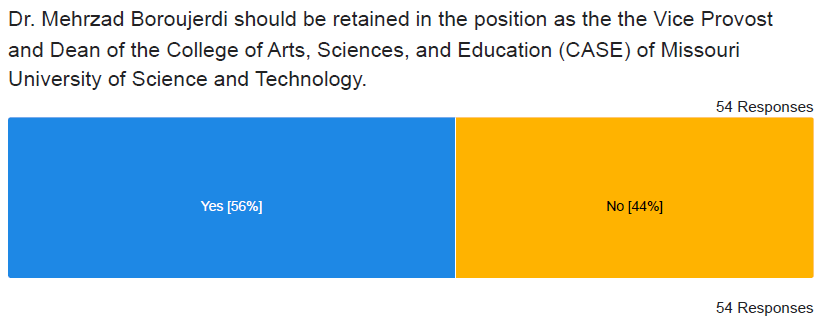 Dr. Mehrzad Boroujerdi should be retained in the position as the the Vice Provost
and Dean of the College of Arts, Sciences, and Education (CASE) of Missouri
University of Science and Technology.
54 Responses
Yes [56%]
No [44%]
54 Responses